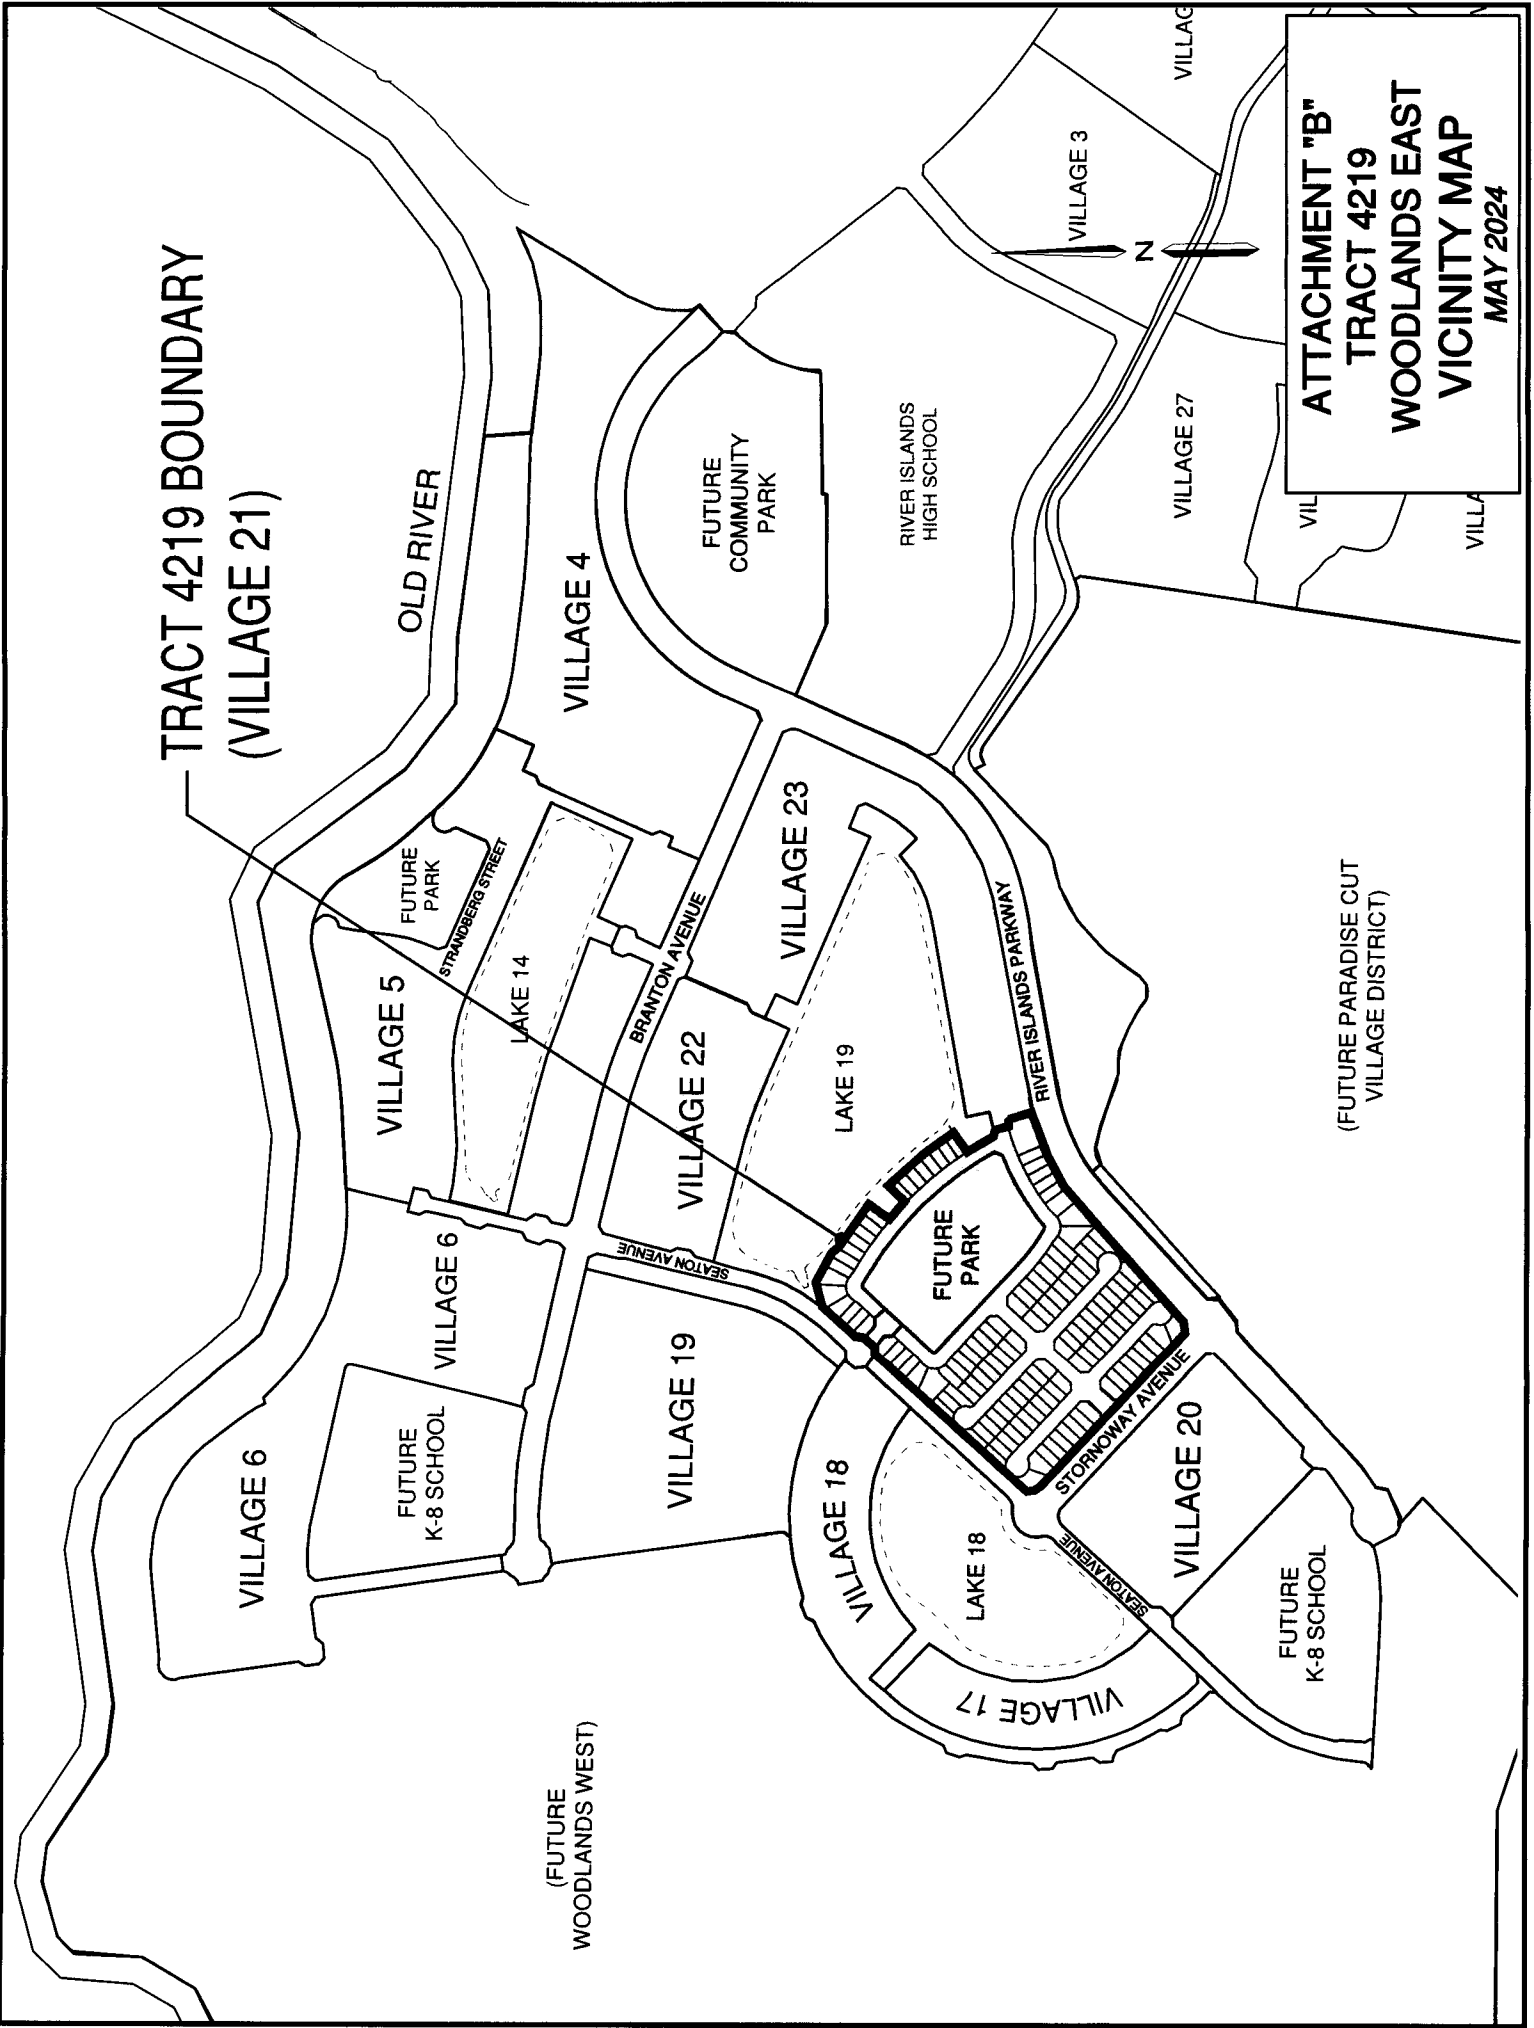 TRACT 4219 BOUNDARY
(VILLAGE 21)
OLD RIVER
VILLAGE 4
FUTURE
COMMUNITY
PARK
RIVER ISLANDS
HIGH SCHOOL
VILLAGE 3
VILLAG
N
VILLAGE 27
VIL
VILLA
FUTURE
PARK
STRANDBERG STREET
LAKE 14
VILLAGE 5
BRANTON AVENUE
VILLAGE 23
VILLAGE 22
LAKE 19
RIVER ISLANDS PARKWAY
SEATON AVENUE
VILLAGE 6
VILLAGE 6
FUTURE
K-8 SCHOOL
VILLAGE 19
FUTURE
PARK
STORNOWAY AVENUE
VILLAGE 18
LAKE 18
VILLAGE 17
SEATON AVENUE
VILLAGE 20
FUTURE
K-8 SCHOOL
(FUTURE
WOODLANDS WEST)
(FUTURE PARADISE CUT
VILLAGE DISTRICT)
ATTACHMENT "B"
TRACT 4219
WOODLANDS EAST
VICINITY MAP
MAY 2024